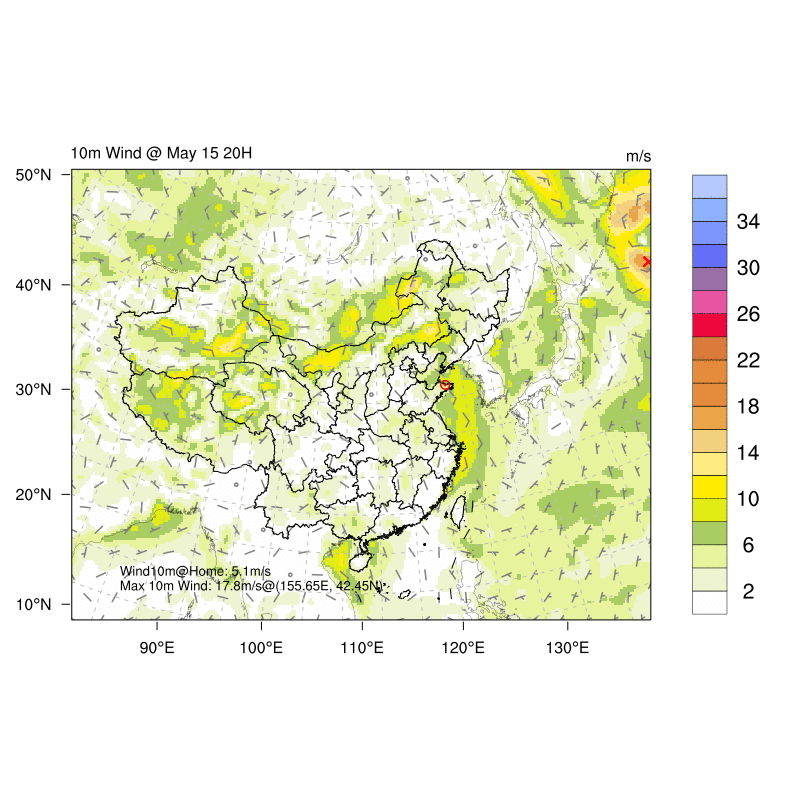 10m Wind @ May 15 20H
m/s
50°N
40°N
30°N
20°N
10°N
34
30
26
22
18
14
10
6
2
Wind10m@Home: 5.1m/s
Max 10m Wind: 17.8m/s@(155.65E, 42.45N)
90°E
100°E
110°E
120°E
130°E